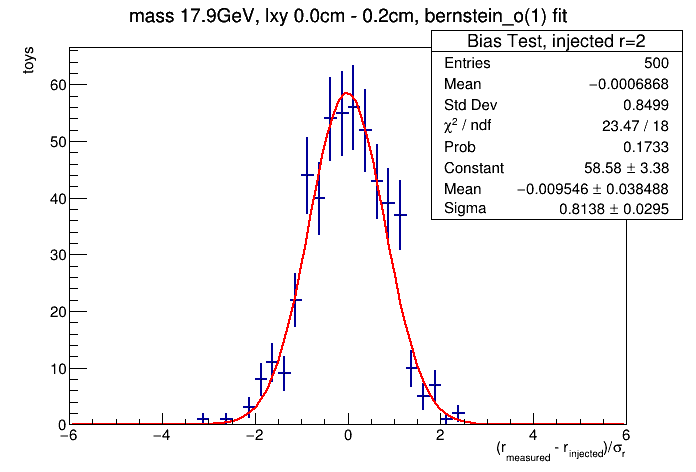 mass 17.9GeV, lxy 0.0cm - 0.2cm, bernstein_o(1) fit
toys
Bias Test, injected r=2
Entries 500
Mean −0.0006868
Std Dev 0.8499
χ² / ndf 23.47 / 18
Prob 0.1733
Constant 58.58 ± 3.38
Mean −0.009546 ± 0.038488
Sigma 0.8138 ± 0.0295
60
50
40
30
20
10
0
−6 −4 −2 0 2 4 6
(r_measured - r_injected)/σ_r